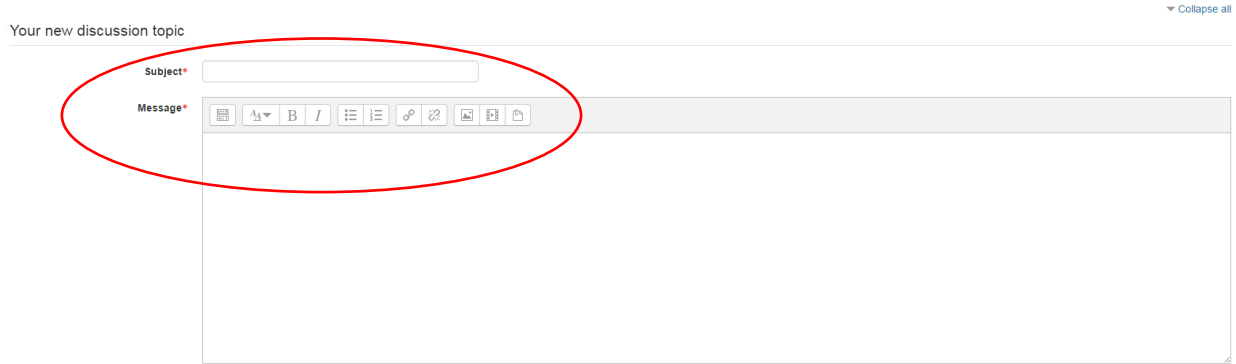 Collapse all
Your new discussion topic
Subject*
Message*
B I